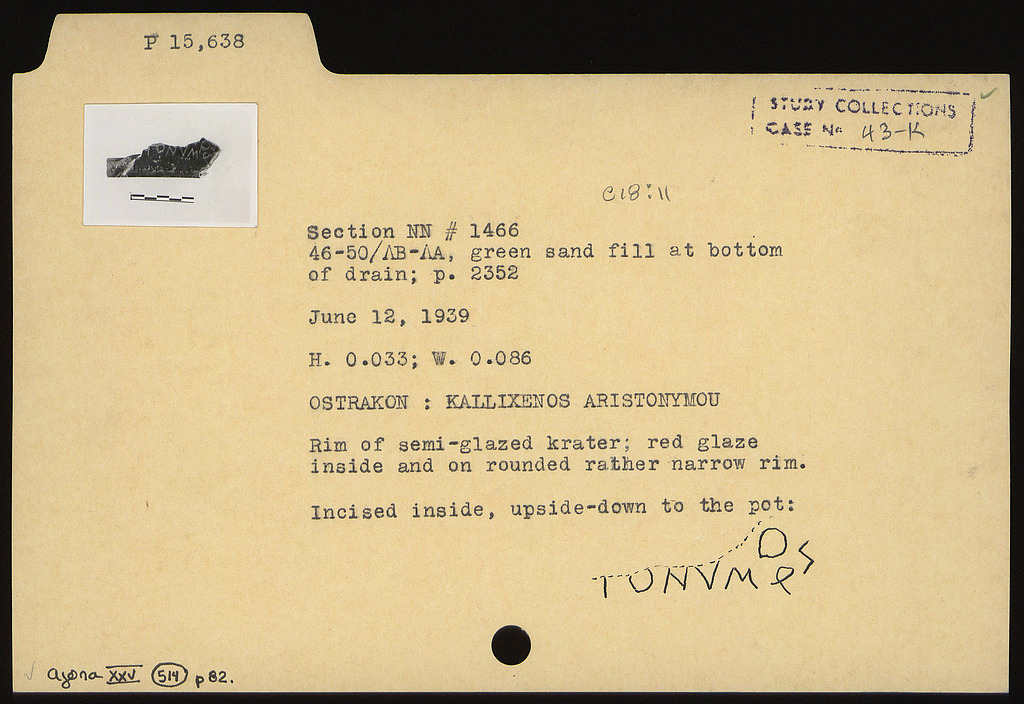 P 15,638
STUDY COLLECTIONS
CASE No 43-K
C18:11
Section NN # 1466
46-50/ΛB-ΛA, green sand fill at bottom
of drain; p. 2352
June 12, 1939
H. 0.033; W. 0.086
OSTRAKON : KALLIXENOS ARISTONYMOU
Rim of semi-glazed krater; red glaze
inside and on rounded rather narrow rim.
Incised inside, upside-down to the pot:
Agora XXV 514 p 82.